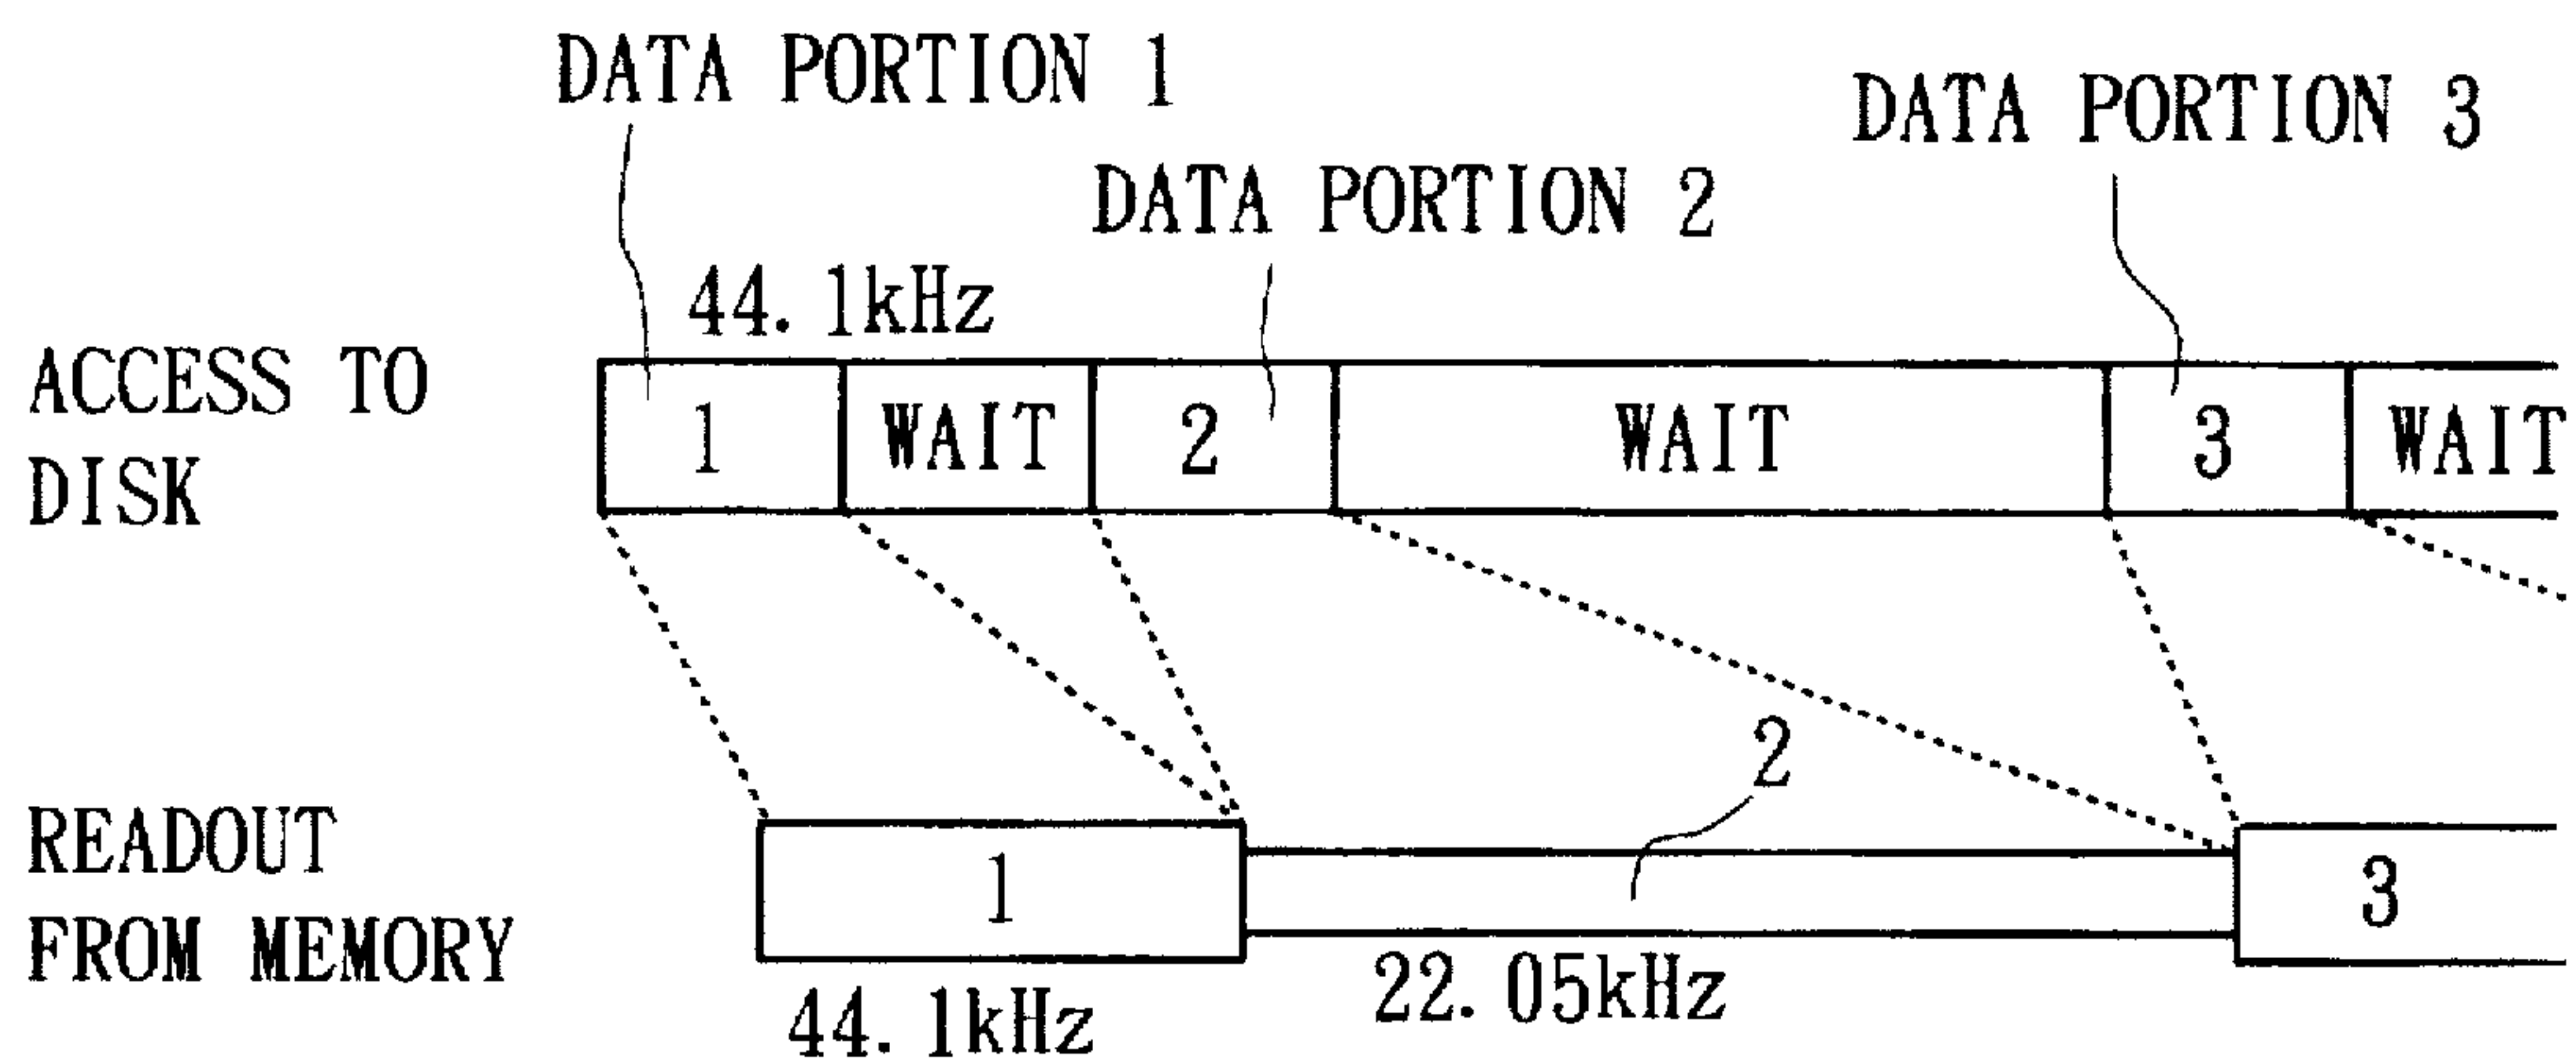 DATA PORTION 1
DATA PORTION 3
DATA PORTION 2
44.1kHz
ACCESS TO
DISK
1
WAIT
2
WAIT
3
WAIT
2
READOUT
FROM MEMORY
1
3
22.05kHz
44.1kHz